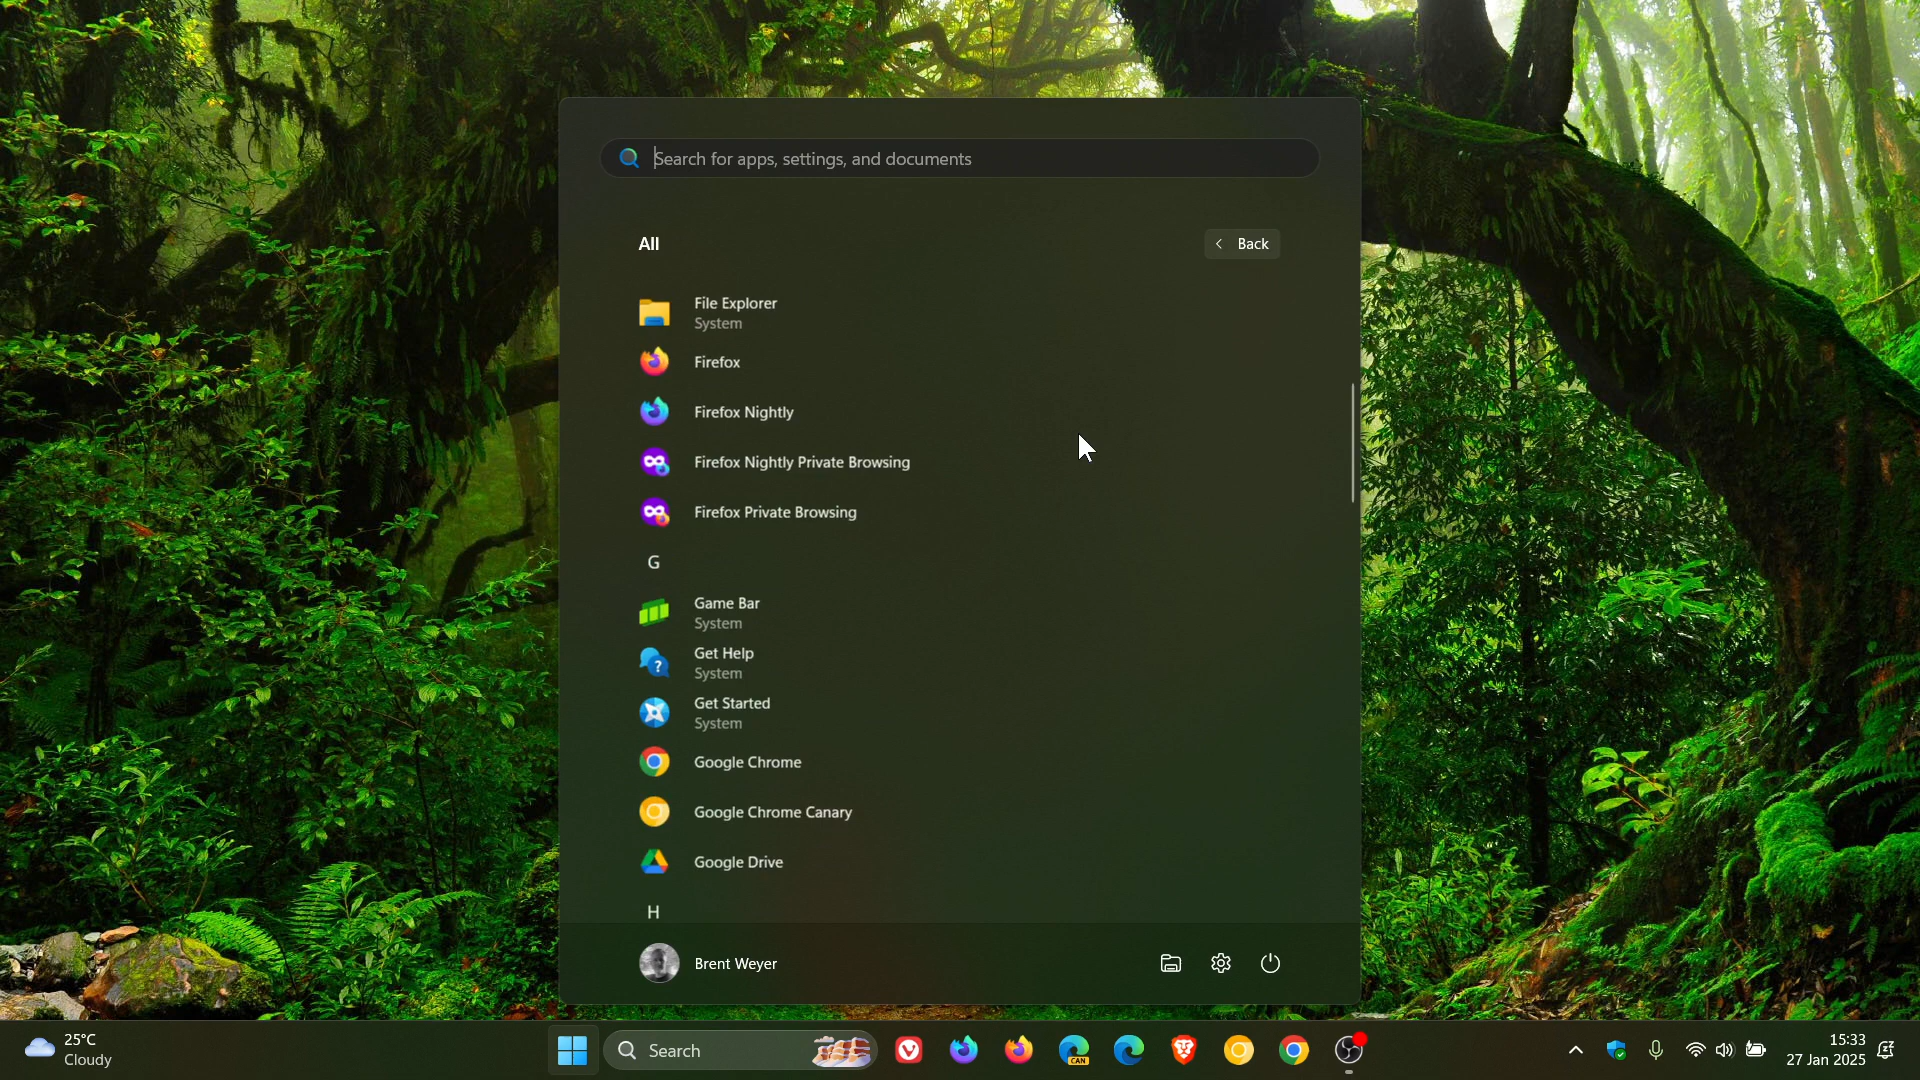 Search for apps, settings, and documents
All
Back
File Explorer
System
Firefox
Firefox Nightly
Firefox Nightly Private Browsing
Firefox Private Browsing
G
Game Bar
System
Get Help
System
Get Started
System
Google Chrome
Google Chrome Canary
Google Drive
H
Brent Weyer
25°C
Cloudy
Search
CAN
15:33
27 Jan 2025